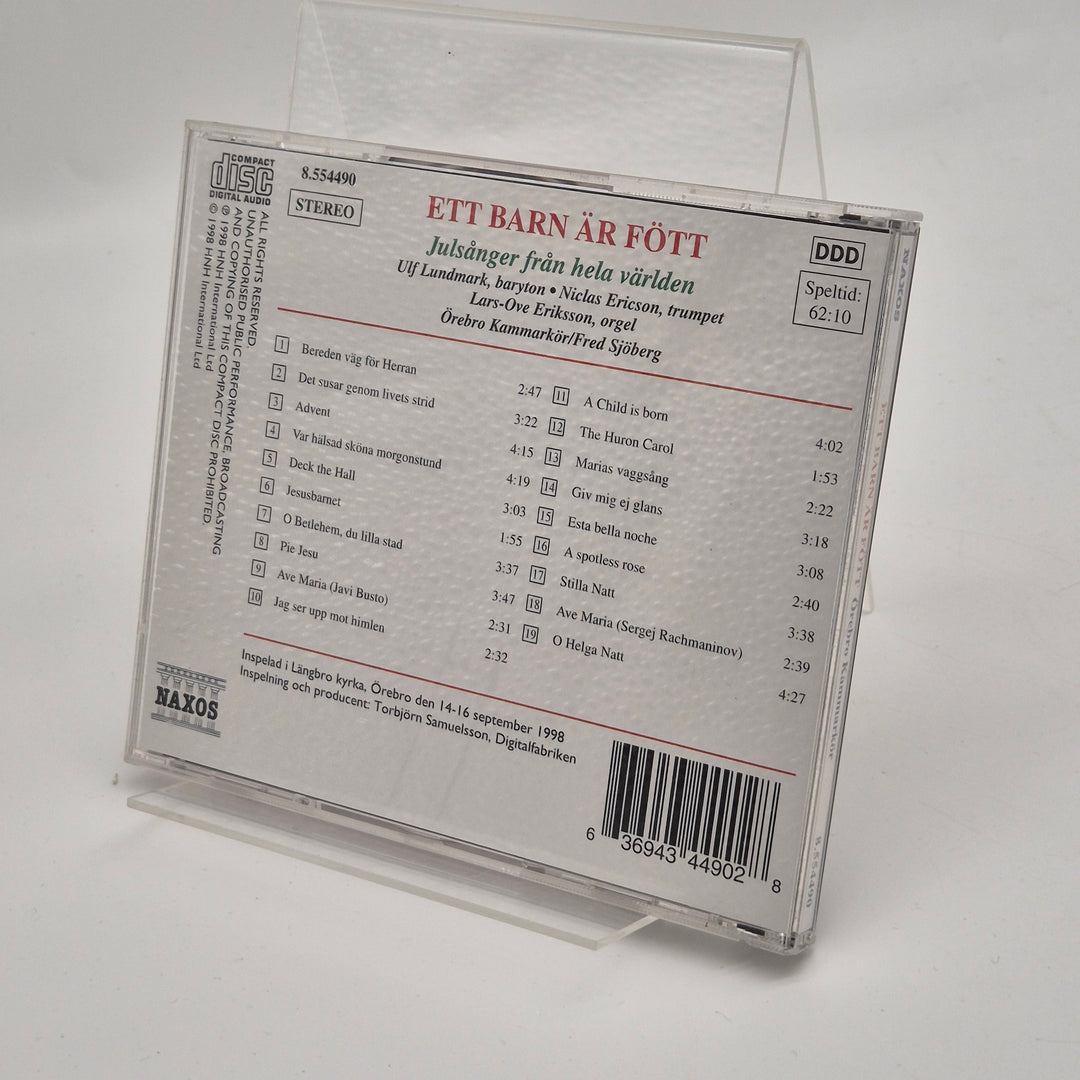 COMPACT
disc
DIGITAL AUDIO
8.554490
STEREO
ALL RIGHTS RESERVED.
UNAUTHORISED PUBLIC PERFORMANCE, BROADCASTING
AND COPYING OF THIS COMPACT DISC PROHIBITED.
℗ 1998 HNH International Ltd
© 1998 HNH International Ltd
ETT BARN ÄR FÖTT
Julsånger från hela världen
Ulf Lundmark, baryton • Niclas Ericson, trumpet
Lars-Ove Eriksson, orgel
Örebro Kammarkör/Fred Sjöberg
DDD
Speltid:
62:10
1 Bereden väg för Herran 2:47
2 Det susar genom livets strid 3:22
3 Advent 4:15
4 Var hälsad sköna morgonstund 4:19
5 Deck the Hall 3:03
6 Jesusbarnet 1:55
7 O Betlehem, du lilla stad 3:37
8 Pie Jesu 3:47
9 Ave Maria (Javi Busto) 2:31
10 Jag ser upp mot himlen 2:32
11 A Child is born 4:02
12 The Huron Carol 1:53
13 Marias vaggsång 2:22
14 Giv mig ej glans 3:18
15 Esta bella noche 3:08
16 A spotless rose 2:40
17 Stilla Natt 3:38
18 Ave Maria (Sergej Rachmaninov) 2:39
19 O Helga Natt 4:27
Inspelad i Längbro kyrka, Örebro den 14-16 september 1998
Inspelning och producent: Torbjörn Samuelsson, Digitalfabriken
NAXOS
6 36943 44902 8
NAXOS
ETT BARN ÄR FÖTT Örebro Kammarkör
8.554490